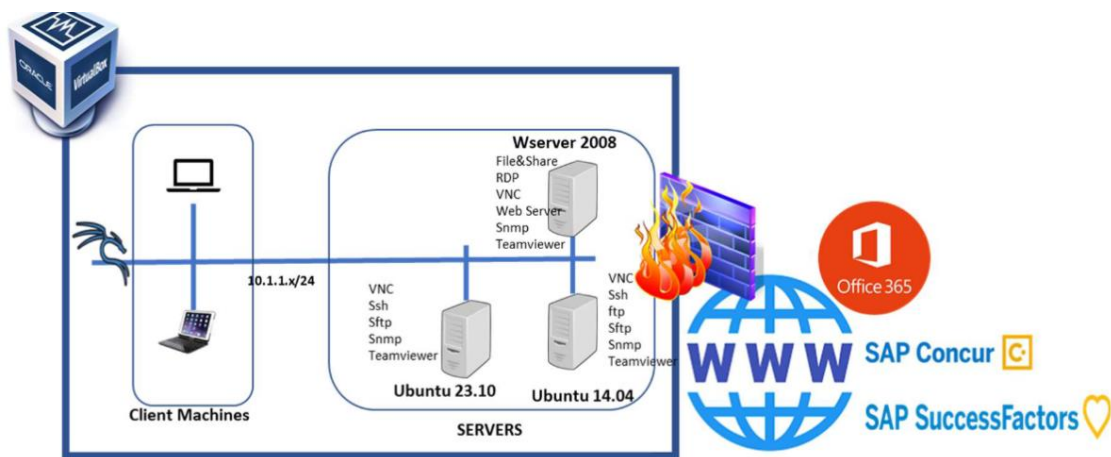 ORACLE
VirtualBox
Wserver 2008
File&Share
RDP
VNC
Web Server
Snmp
Teamviewer
10.1.1.x/24
VNC
Ssh
Sftp
Snmp
Teamviewer
VNC
Ssh
ftp
Sftp
Snmp
Teamviewer
Client Machines
Ubuntu 23.10
Ubuntu 14.04
SERVERS
Office 365
WWW
SAP Concur C
SAP SuccessFactors